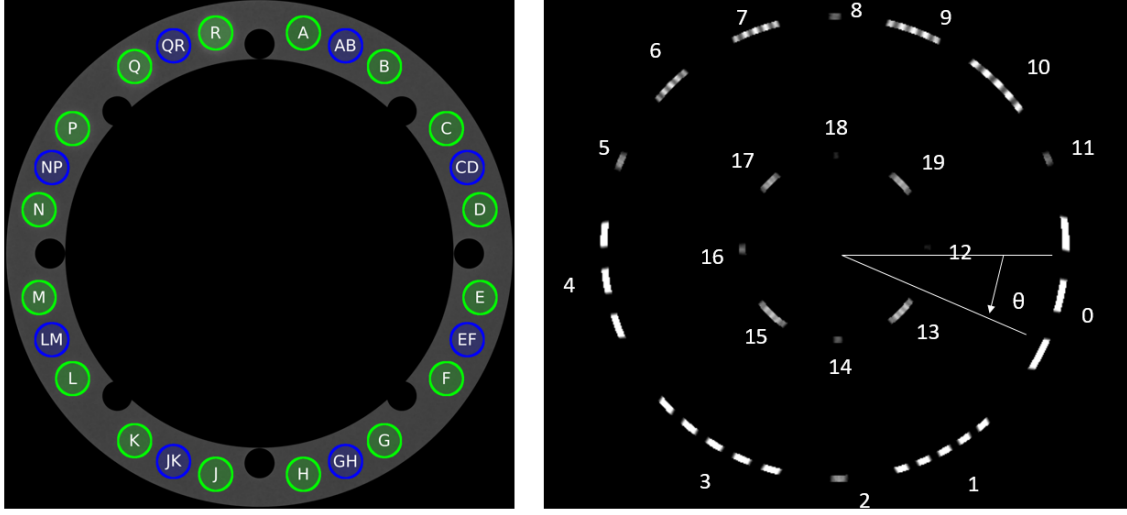 R A
QR AB
Q B
P C
NP CD
N D
M E
LM EF
L F
K G
JK GH
J H
7 8 9
6 10
18
5 17 19 11
16 12
4 θ 0
15 13
14
3 1
2